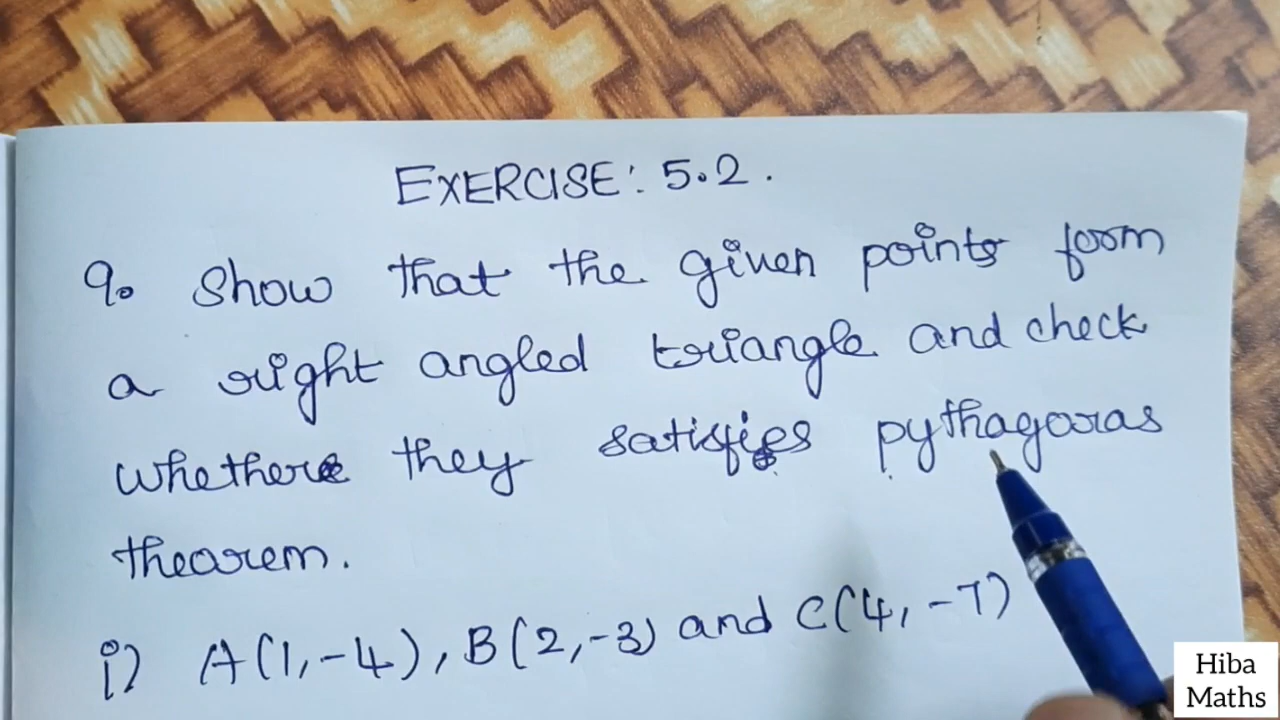 EXERCISE: 5.2.
9. Show that the given points form
a right angled triangle and check
whether they satisfies pythagoras
thearem.
i) A(1,-4), B(2,-3) and C(4,-7)
Hiba
Maths